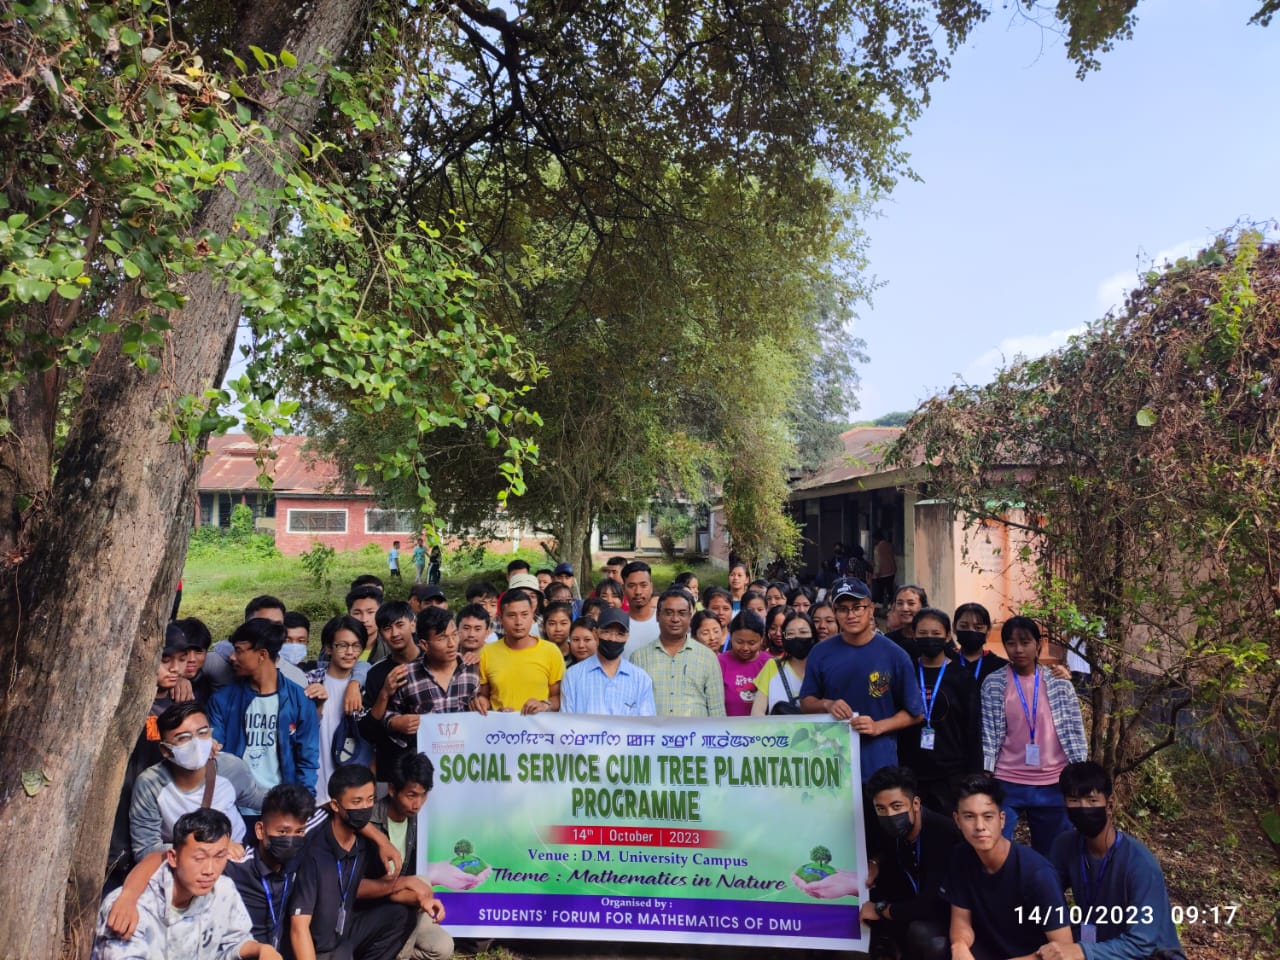 SOCIAL SERVICE CUM TREE PLANTATION
PROGRAMME
14th | October | 2023
Venue : D.M. University Campus
Theme : Mathematics in Nature
Organised by :
STUDENTS' FORUM FOR MATHEMATICS OF DMU
14/10/2023 09:17